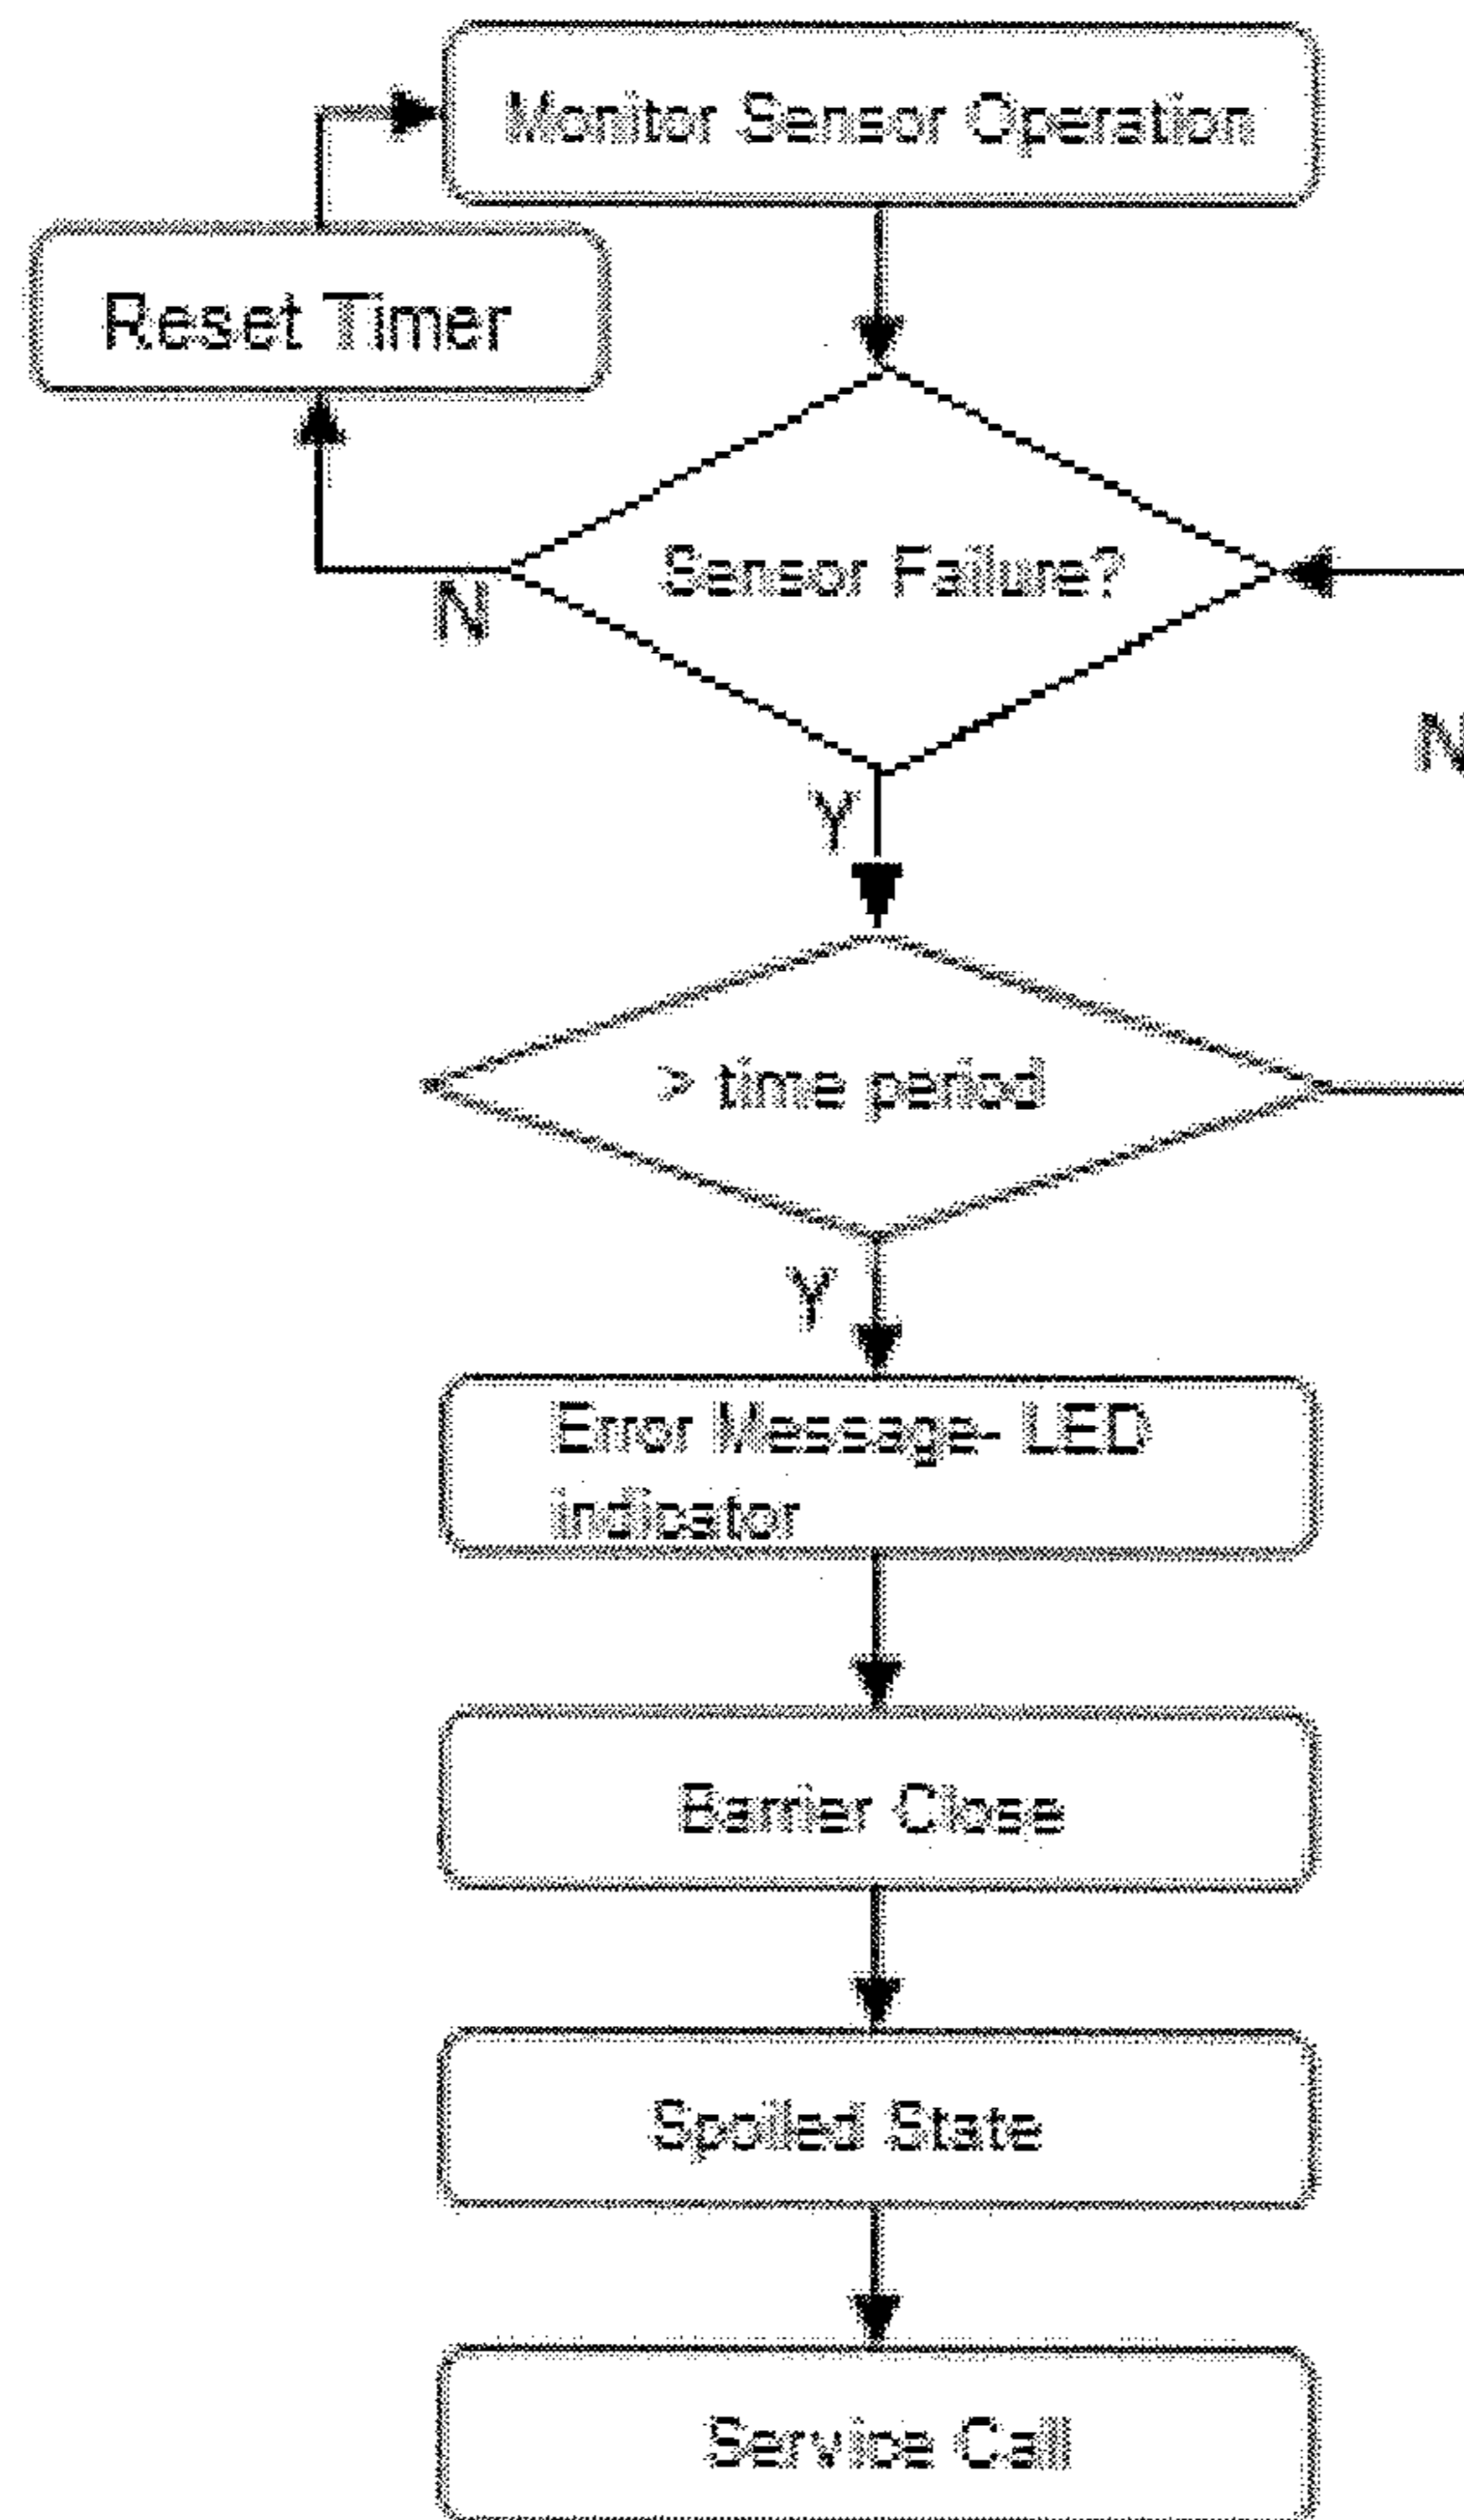 Monitor Sensor Operation
Reset Timer
Sensor Failure?
N
N
Y
> time period
Y
Error Message- LED
indicator
Barrier Close
Spoiled State
Service Call